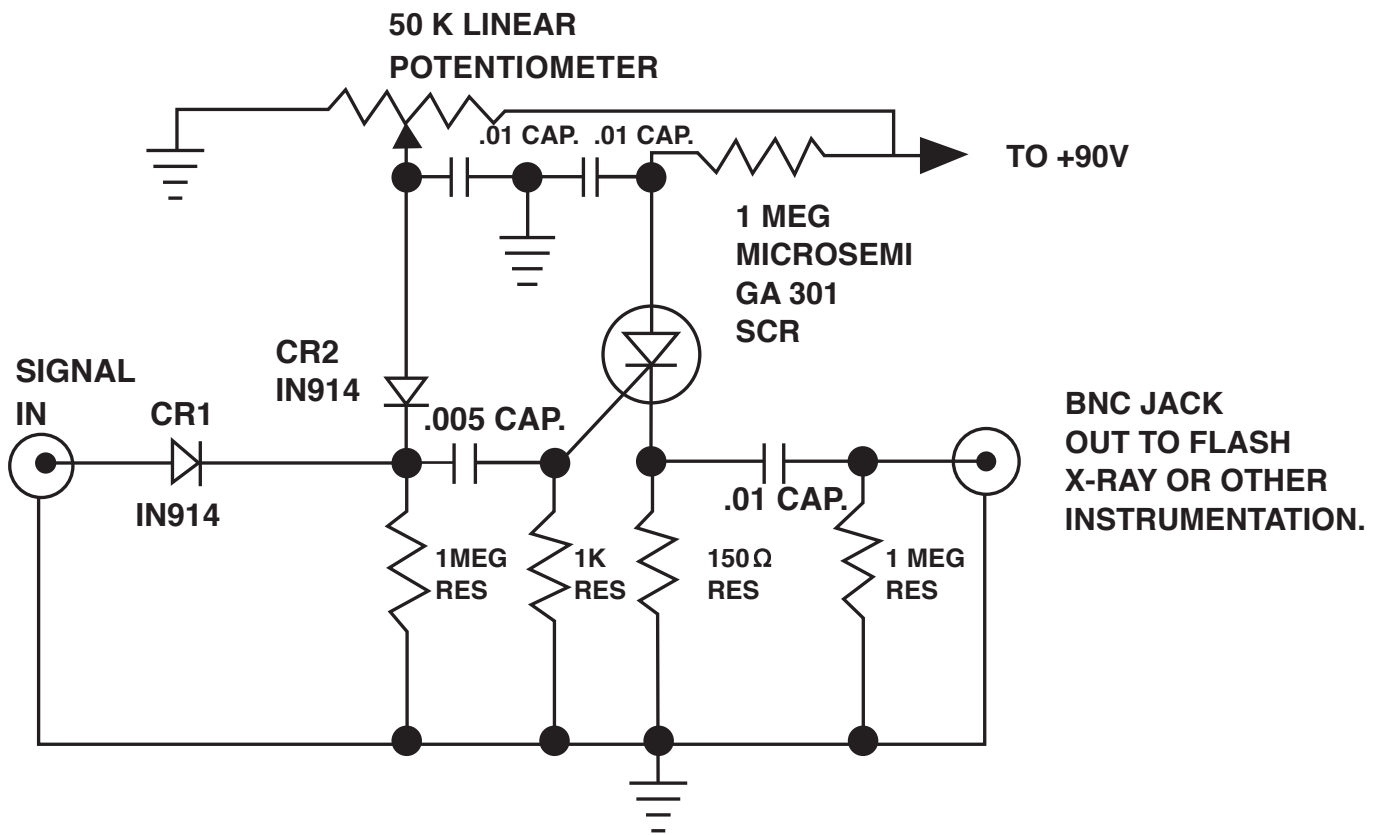 50 K LINEAR
POTENTIOMETER
.01 CAP.
.01 CAP.
TO +90V
1 MEG
MICROSEMI
GA 301
SCR
CR2
IN914
SIGNAL
IN
CR1
IN914
.005 CAP.
.01 CAP.
BNC JACK
OUT TO FLASH
X-RAY OR OTHER
INSTRUMENTATION.
1MEG
RES
1K
RES
150Ω
RES
1 MEG
RES